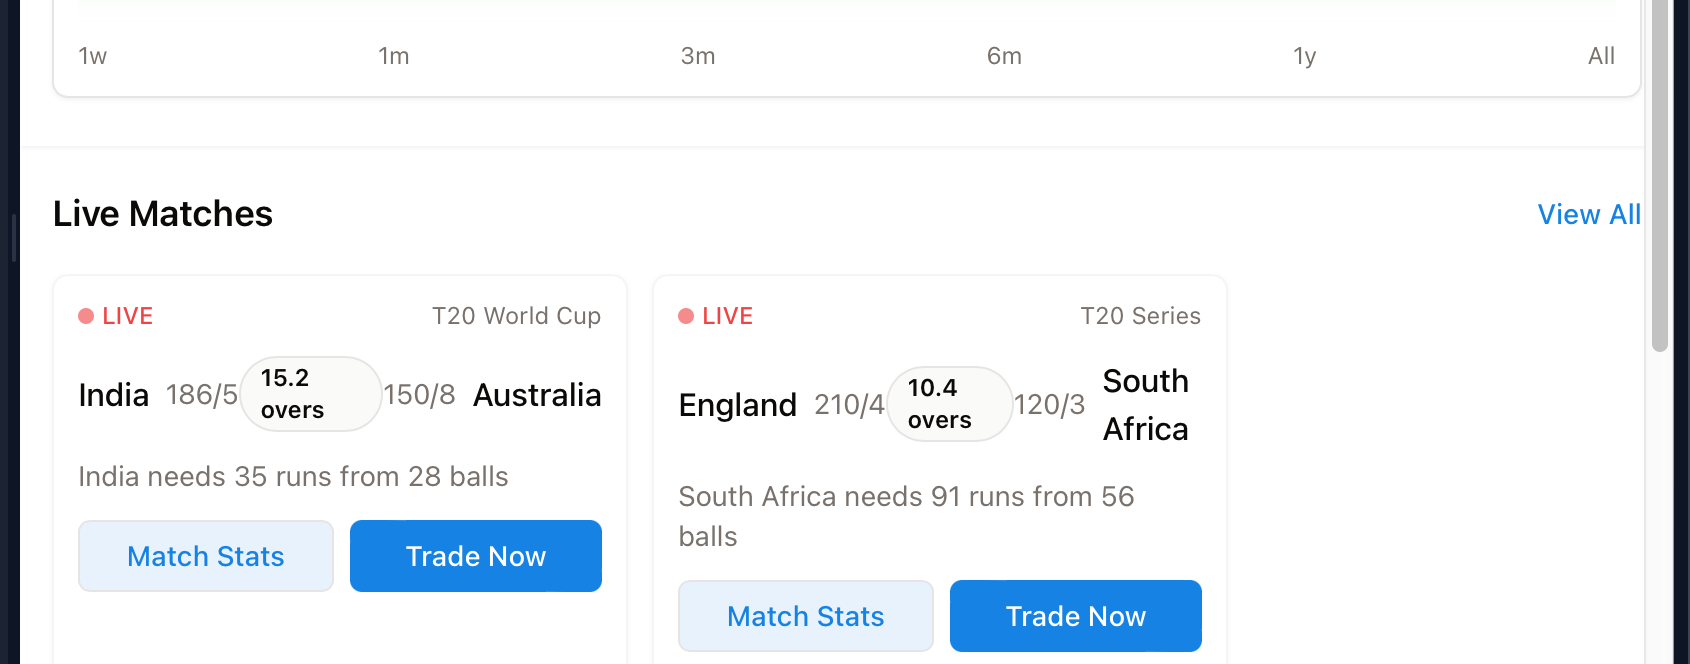 1w 1m 3m 6m 1y All
Live Matches
View All
LIVE T20 World Cup
India 186/5 15.2 overs 150/8 Australia
India needs 35 runs from 28 balls
Match Stats Trade Now
LIVE T20 Series
England 210/4 10.4 overs 120/3 South Africa
South Africa needs 91 runs from 56
balls
Match Stats Trade Now